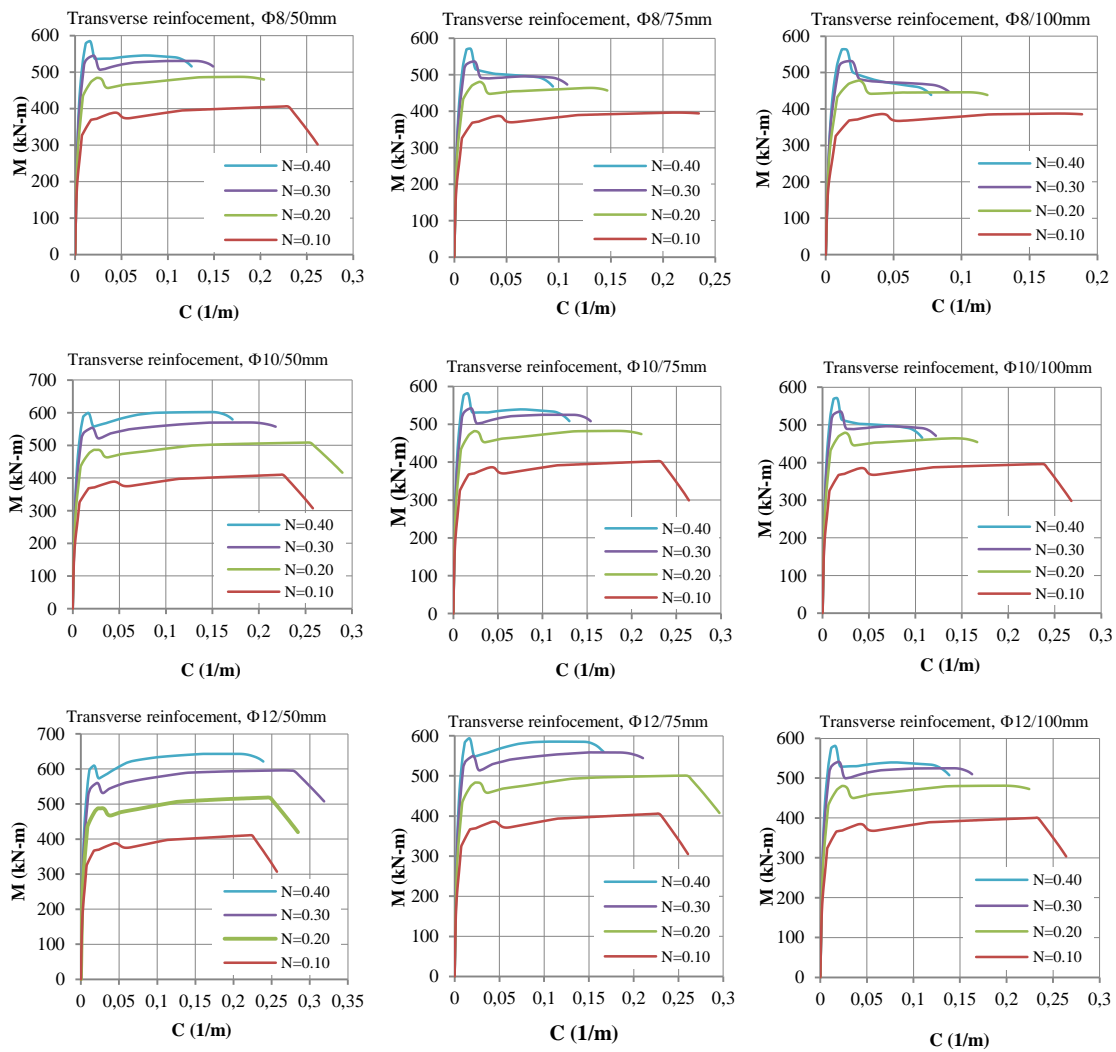 Transverse reinfocement, Φ8/50mm
600
500
400
300
200
100
0
M (kN-m)
N=0.40
N=0.30
N=0.20
N=0.10
0 0,05 0,1 0,15 0,2 0,25 0,3
C (1/m)
Transverse reinfocement, Φ8/75mm
600
500
400
300
200
100
0
M (kN-m)
N=0.40
N=0.30
N=0.20
N=0.10
0 0,05 0,1 0,15 0,2 0,25
C (1/m)
Transverse reinfocement, Φ8/100mm
600
500
400
300
200
100
0
M (kN-m)
N=0.40
N=0.30
N=0.20
N=0.10
0 0,05 0,1 0,15 0,2
C (1/m)
Transverse reinfocement, Φ10/50mm
700
600
500
400
300
200
100
0
M (kN-m)
N=0.40
N=0.30
N=0.20
N=0.10
0 0,05 0,1 0,15 0,2 0,25 0,3
C (1/m)
Transverse reinfocement, Φ10/75mm
600
500
400
300
200
100
0
M (kN-m)
N=0.40
N=0.30
N=0.20
N=0.10
0 0,05 0,1 0,15 0,2 0,25 0,3
C (1/m)
Transverse reinfocement, Φ10/100mm
600
500
400
300
200
100
0
M (kN-m)
N=0.40
N=0.30
N=0.20
N=0.10
0 0,05 0,1 0,15 0,2 0,25 0,3
C (1/m)
Transverse reinfocement, Φ12/50mm
700
600
500
400
300
200
100
0
M (kN-m)
N=0.40
N=0.30
N=0.20
N=0.10
0 0,05 0,1 0,15 0,2 0,25 0,3 0,35
C (1/m)
Transverse reinfocement, Φ12/75mm
600
500
400
300
200
100
0
M (kN-m)
N=0.40
N=0.30
N=0.20
N=0.10
0 0,05 0,1 0,15 0,2 0,25 0,3
C (1/m)
Transverse reinfocement, Φ12/100mm
600
500
400
300
200
100
0
M (kN-m)
N=0.40
N=0.30
N=0.20
N=0.10
0 0,05 0,1 0,15 0,2 0,25 0,3
C (1/m)